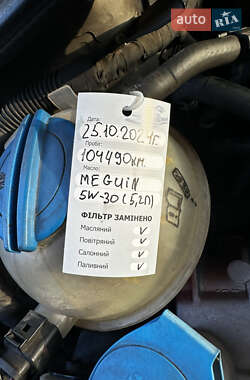 AUTO RIA
Дата:
25.10.2024г.
Пробіг:
104490км.
Масло:
MEGUIN
5W-30 (5,2л)
ФІЛЬТР ЗАМІНЕНО
Масляний ✓
Повітряний ✓
Салонний ✓
Паливний ✓